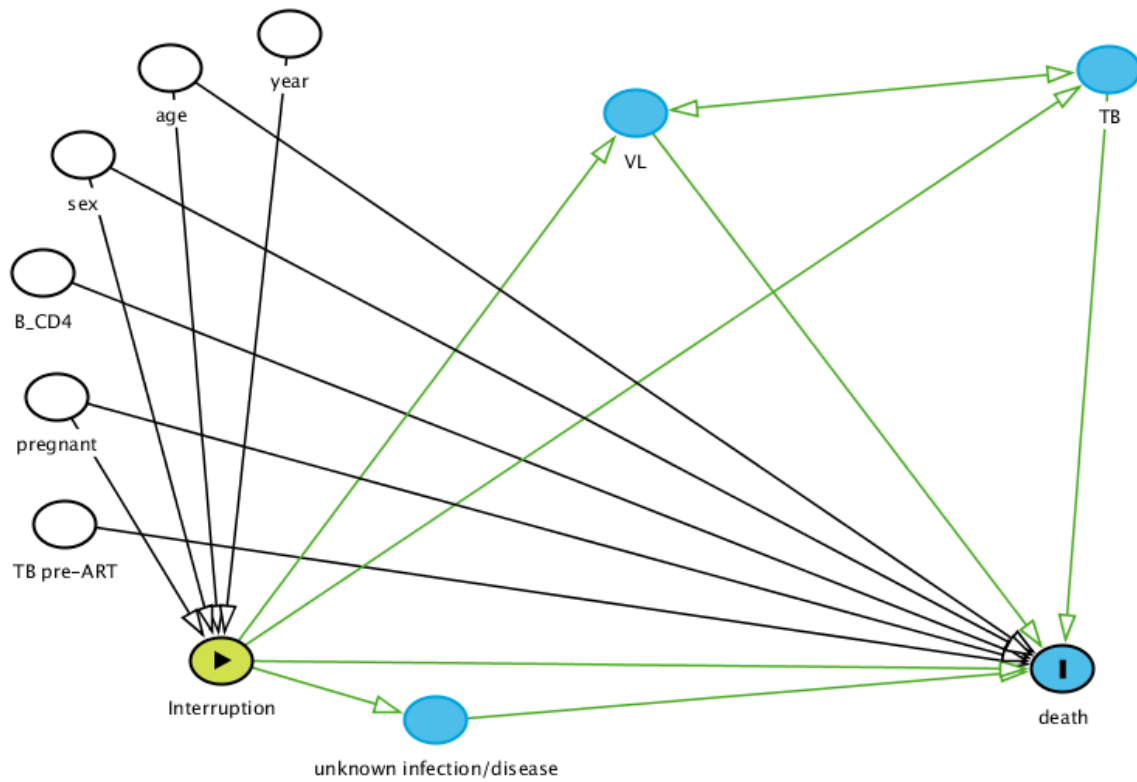 year
age
TB
VL
sex
B_CD4
pregnant
TB pre-ART
Interruption
death
unknown infection/disease